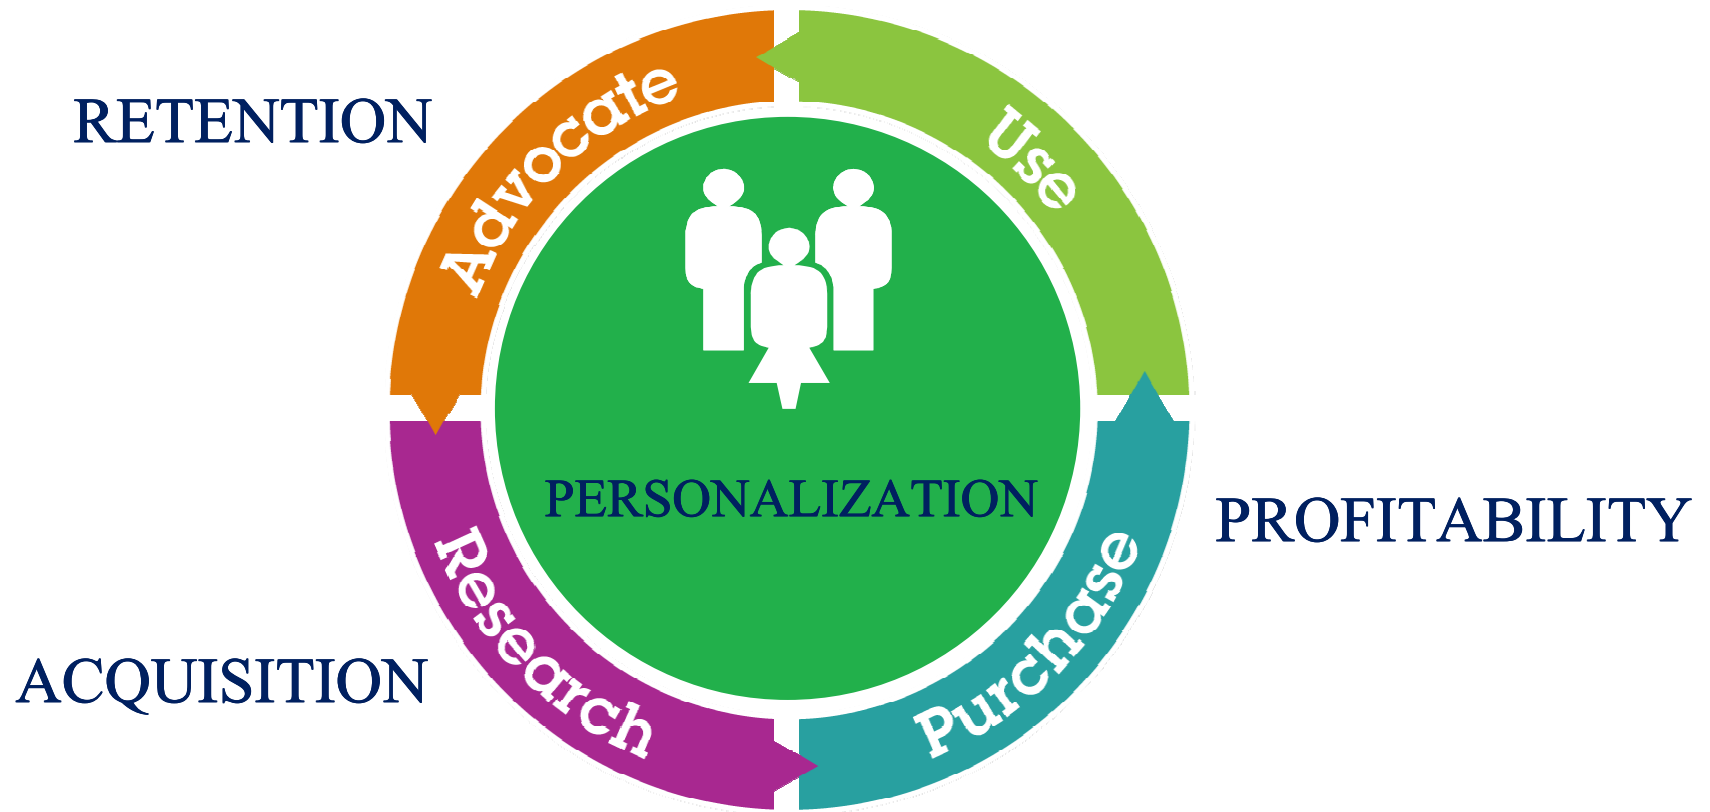 RETENTION
Advocate
Use
PERSONALIZATION
PROFITABILITY
Research
Purchase
ACQUISITION